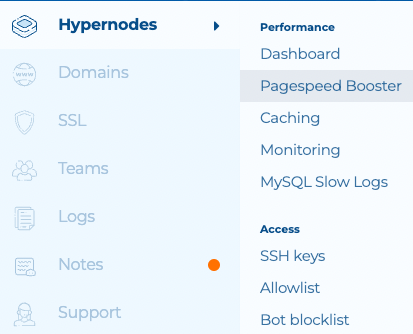 Hypernodes
WWW
Domains
SSL
Teams
Logs
Notes
Support
Performance
Dashboard
Pagespeed Booster
Caching
Monitoring
MySQL Slow Logs
Access
SSH keys
Allowlist
Bot blocklist